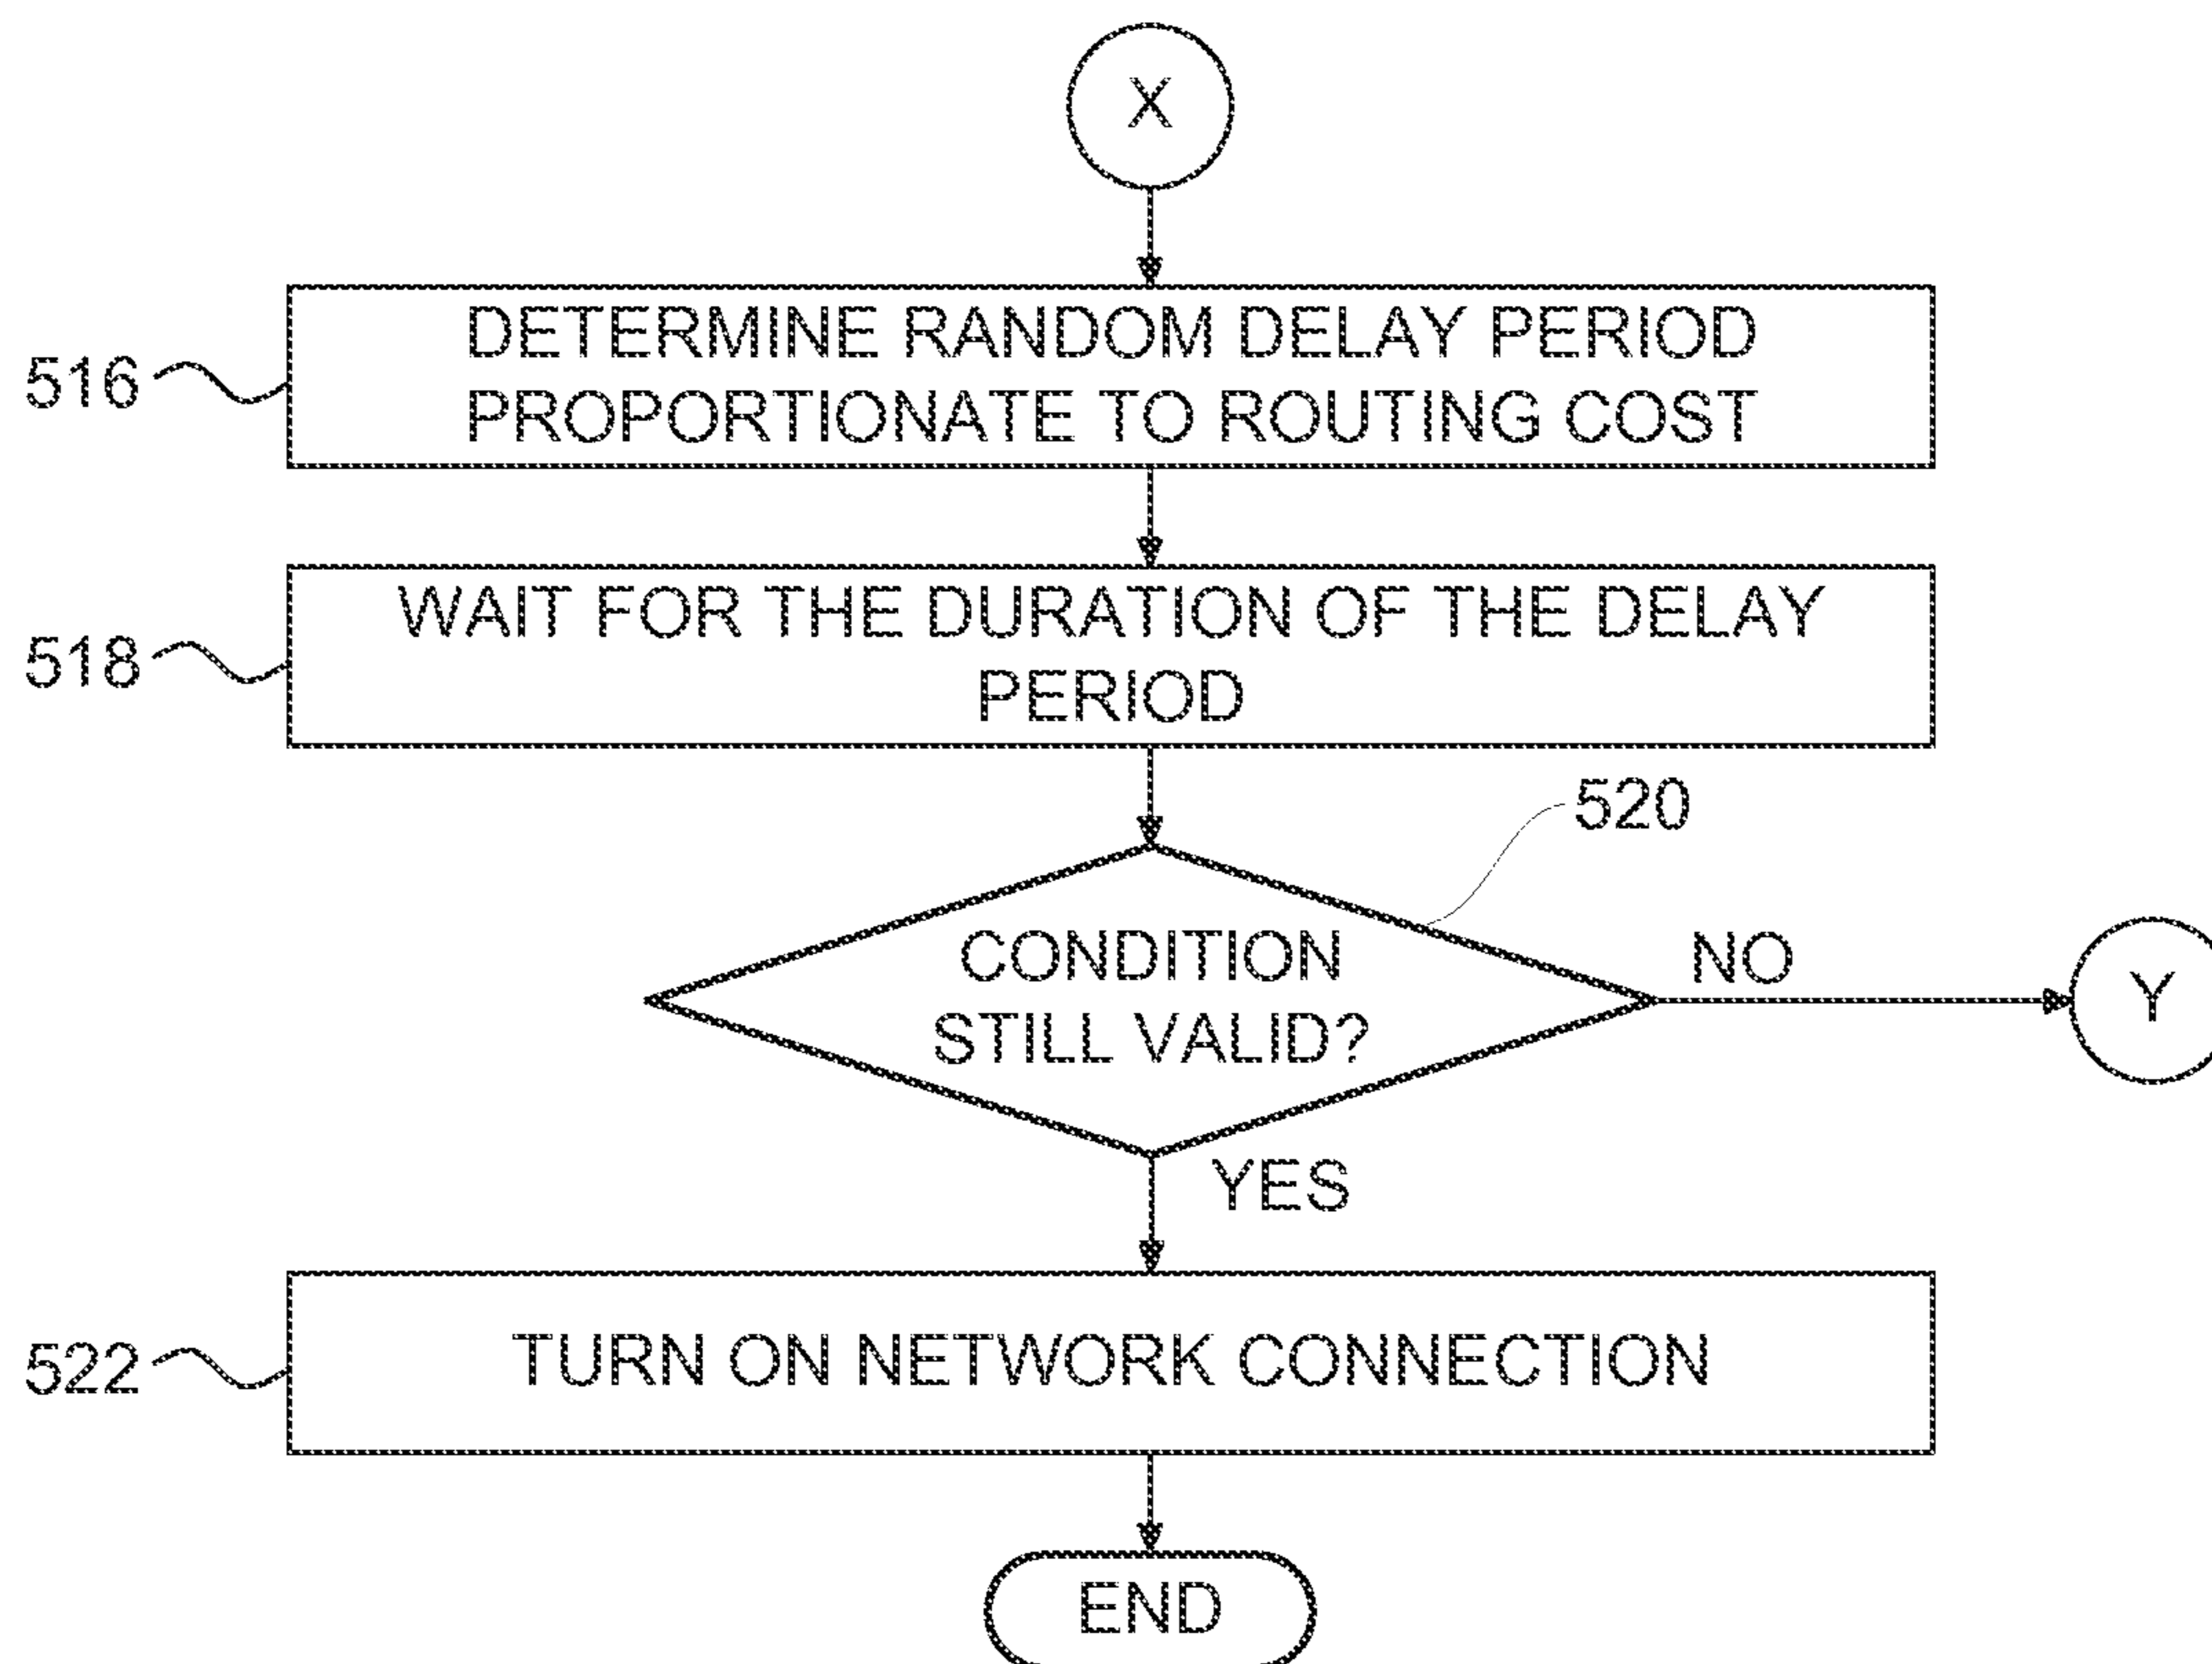 X
516
DETERMINE RANDOM DELAY PERIOD
PROPORTIONATE TO ROUTING COST
518
WAIT FOR THE DURATION OF THE DELAY
PERIOD
520
CONDITION
STILL VALID?
NO
Y
YES
522
TURN ON NETWORK CONNECTION
END